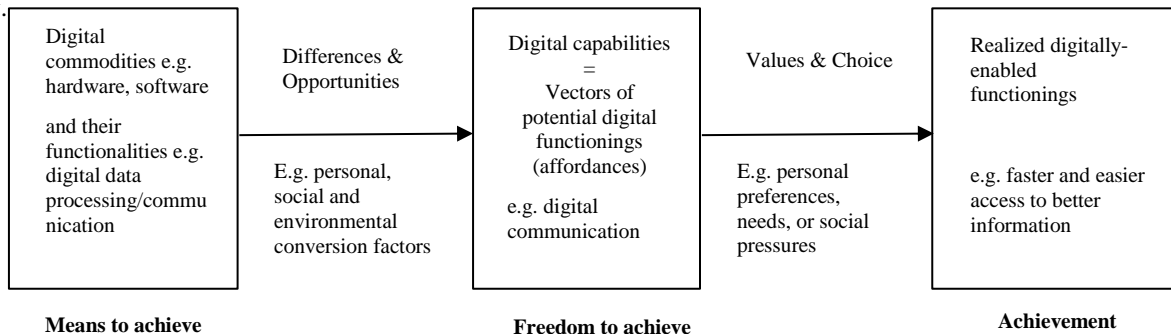 .
Digital
commodities e.g.
hardware, software
and their
functionalities e.g.
digital data
processing/commu
nication
Differences &
Opportunities
E.g. personal,
social and
environmental
conversion factors
Digital capabilities
=
Vectors of
potential digital
functionings
(affordances)
e.g. digital
communication
Values & Choice
E.g. personal
preferences,
needs, or social
pressures
Realized digitally-
enabled
functionings
e.g. faster and easier
access to better
information
Means to achieve
Freedom to achieve
Achievement